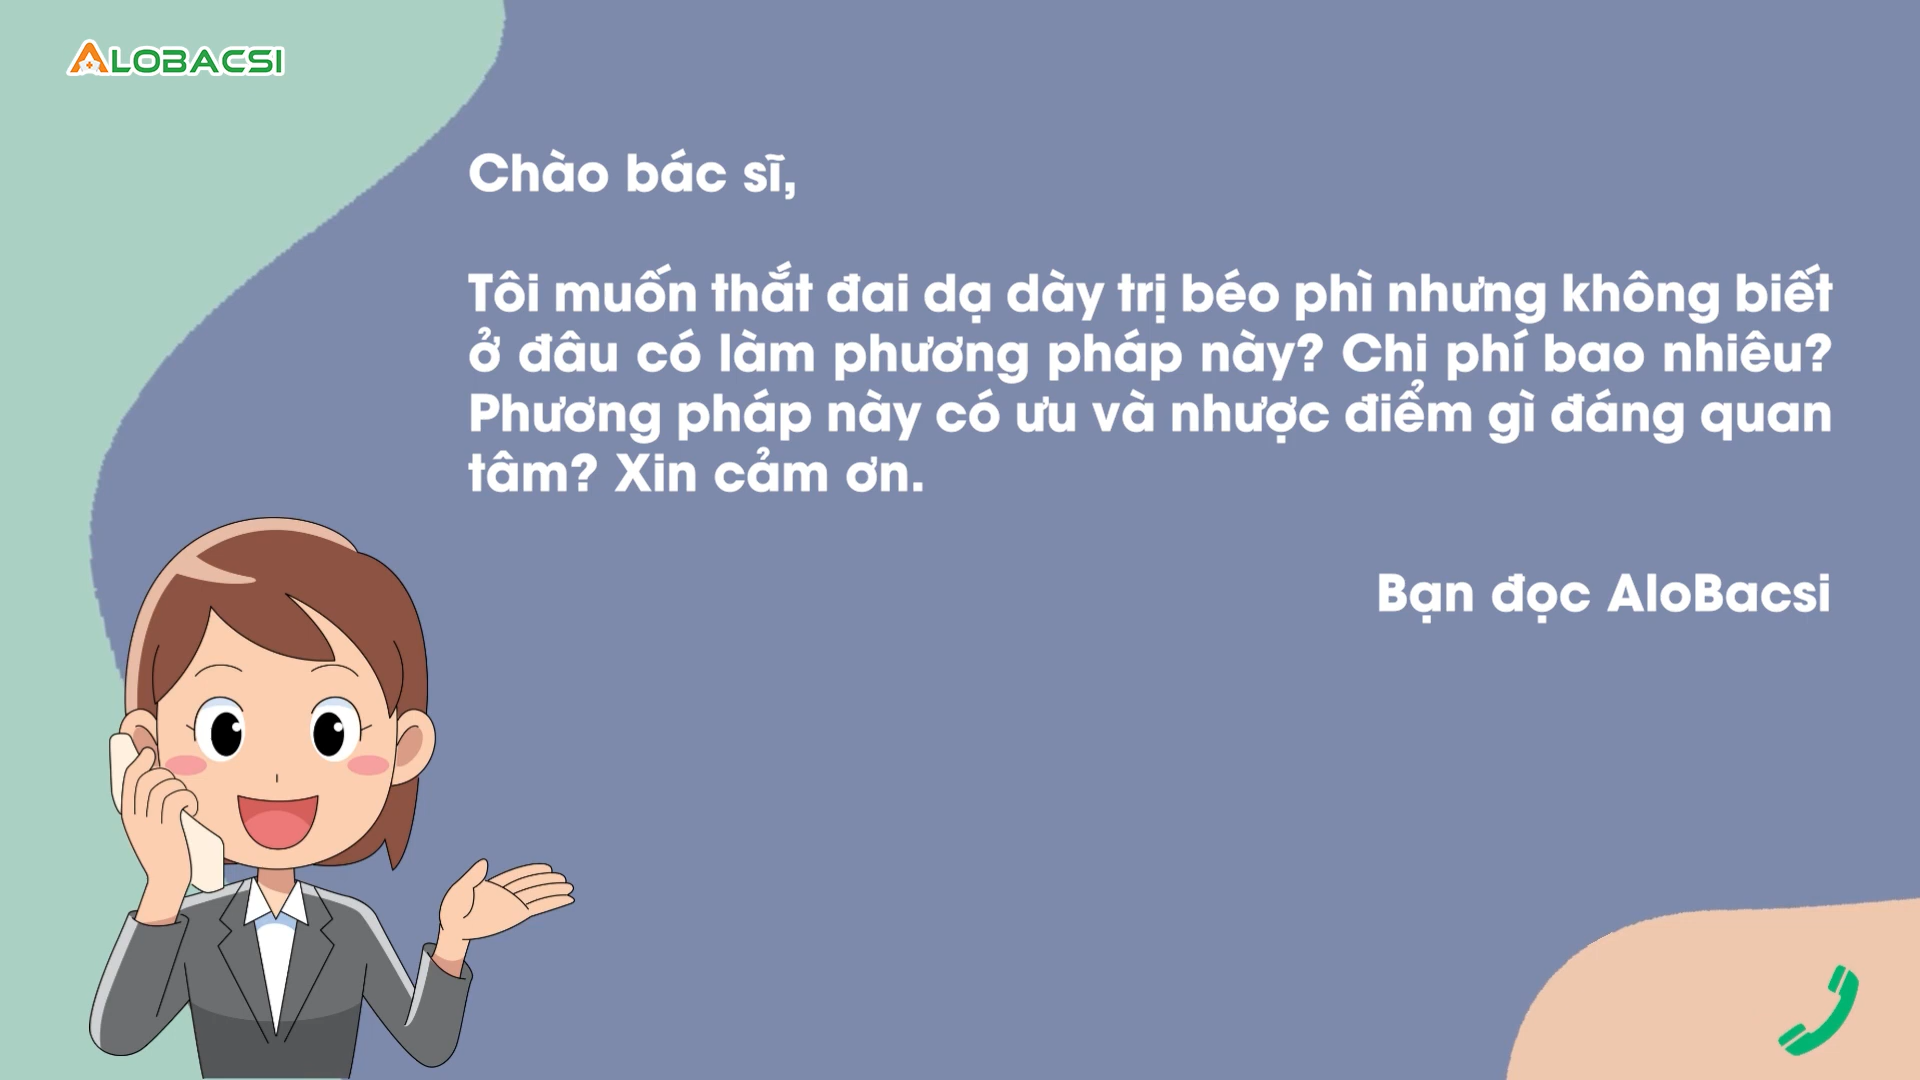 ALOBACSI
Chào bác sĩ,
Tôi muốn thắt đai dạ dày trị béo phì nhưng không biết
ở đâu có làm phương pháp này? Chi phí bao nhiêu?
Phương pháp này có ưu và nhược điểm gì đáng quan
tâm? Xin cảm ơn.
Bạn đọc AloBacsi